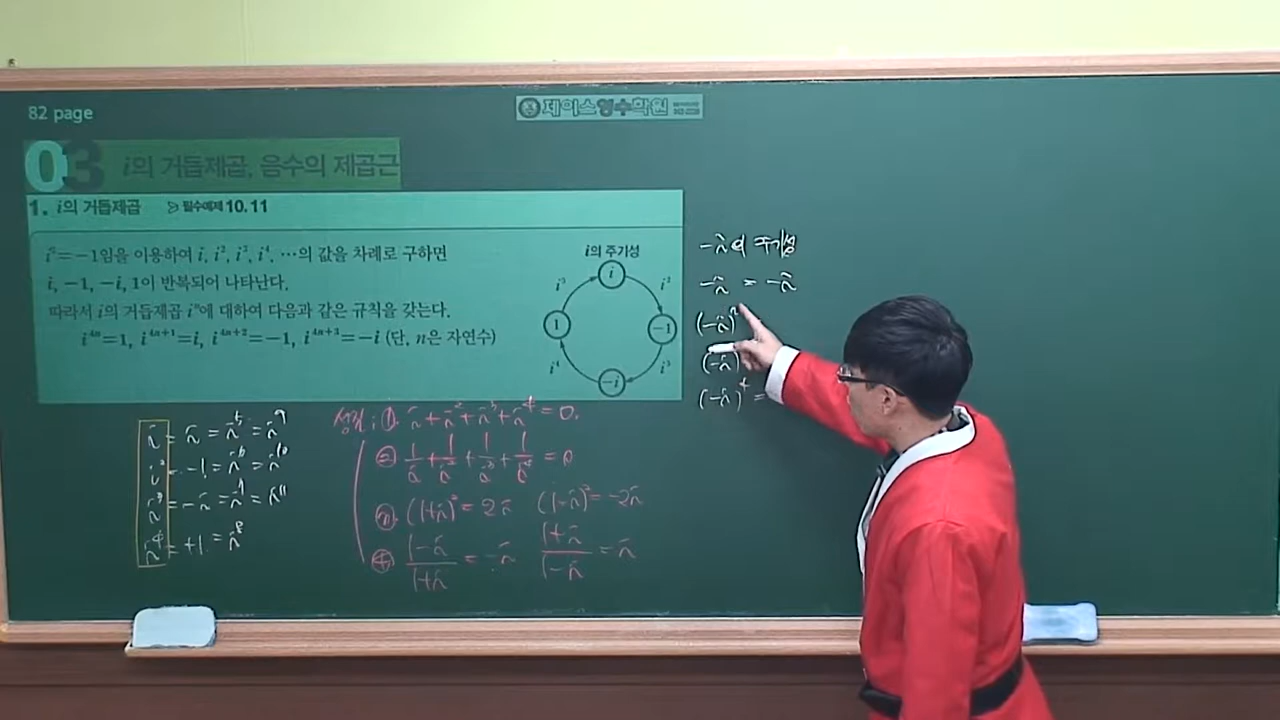 82 page
제이스영수학원
03 i의 거듭제곱, 음수의 제곱근
1. i의 거듭제곱 필수예제 10, 11
i²=-1임을 이용하여 i, i², i³, i⁴, …의 값을 차례로 구하면
i, -1, -i, 1이 반복되어 나타난다.
따라서 i의 거듭제곱 iⁿ에 대하여 다음과 같은 규칙을 갖는다.
i⁴ⁿ=1, i⁴ⁿ⁺¹=i, i⁴ⁿ⁺²=-1, i⁴ⁿ⁺³=-i (단, n은 자연수)
i의 주기성
i
i⁵ i²
1 -1
i⁴ i³
-i
-i의 주기성
-i = -i
(-i)²
(-i)
(-i)⁴ =
i = i = i⁵ = i⁹
i² = -1 = i⁶ = i¹⁰
i³ = -i = i⁷ = i¹¹
i⁴ = +1 = i⁸
성질 ; ① i+i²+i³+i⁴=0.
② 1/i + 1/i² + 1/i³ + 1/i⁴ = 0
③ (1+i)²=2i (1-i)²=-2i
④ (1-i)/(1+i) = -i (1+i)/(1-i) = i